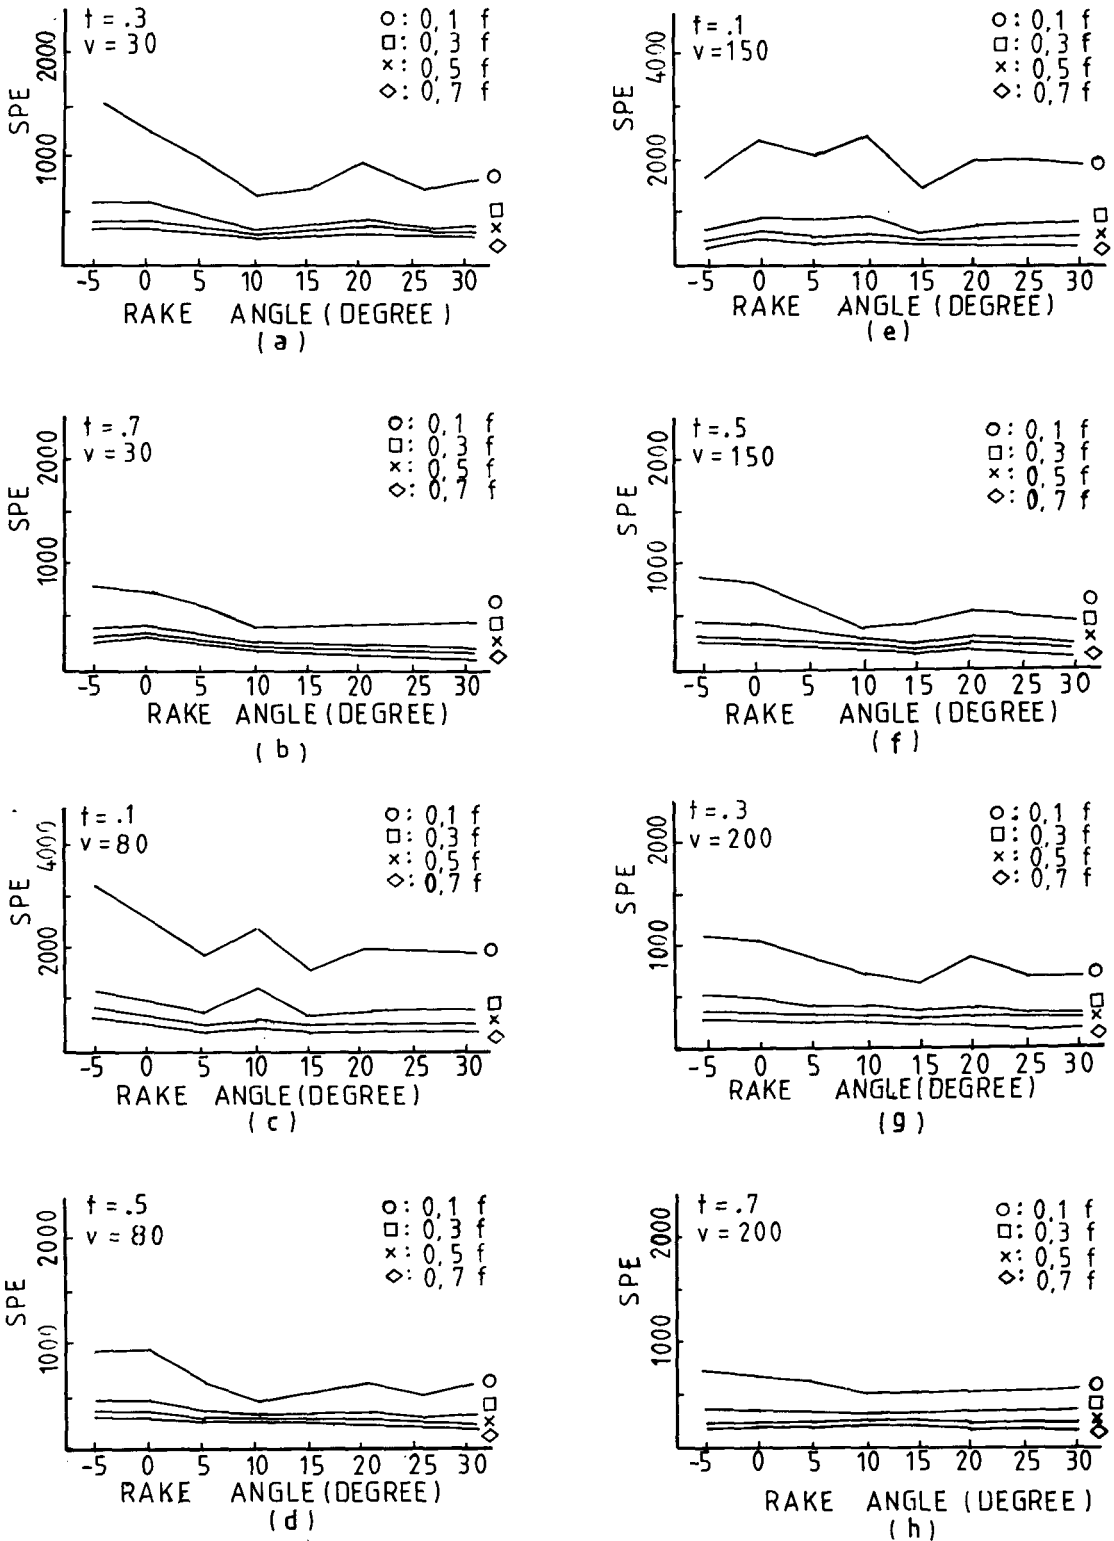 t = .3
v = 30
○: 0,1 f
□: 0,3 f
×: 0,5 f
◇: 0,7 f
2000
1000
SPE
○
□
×
◇
-5 0 5 10 15 20 25 30
RAKE ANGLE (DEGREE)
(a)
t = .1
v = 150
○: 0,1 f
□: 0,3 f
×: 0,5 f
◇: 0,7 f
4000
2000
SPE
○
□
×
◇
-5 0 5 10 15 20 25 30
RAKE ANGLE (DEGREE)
(e)
t = .7
v = 30
○: 0,1 f
□: 0,3 f
×: 0,5 f
◇: 0,7 f
2000
1000
SPE
○
□
×
◇
-5 0 5 10 15 20 25 30
RAKE ANGLE (DEGREE)
(b)
t = .5
v = 150
○: 0,1 f
□: 0,3 f
×: 0,5 f
◇: 0,7 f
2000
1000
SPE
○
□
×
◇
-5 0 5 10 15 20 25 30
RAKE ANGLE (DEGREE)
(f)
t = .1
v = 80
○: 0,1 f
□: 0,3 f
×: 0,5 f
◇: 0,7 f
4000
2000
SPE
○
□
×
◇
-5 0 5 10 15 20 25 30
RAKE ANGLE (DEGREE)
(c)
t = .3
v = 200
○: 0,1 f
□: 0,3 f
×: 0,5 f
◇: 0,7 f
2000
1000
SPE
○
□
×
◇
-5 0 5 10 15 20 25 30
RAKE ANGLE (DEGREE)
(g)
t = .5
v = 80
○: 0,1 f
□: 0,3 f
×: 0,5 f
◇: 0,7 f
2000
1000
SPE
○
□
×
◇
-5 0 5 10 15 20 25 30
RAKE ANGLE (DEGREE)
(d)
t = .7
v = 200
○: 0,1 f
□: 0,3 f
×: 0,5 f
◇: 0,7 f
2000
1000
SPE
○
□
×
◇
-5 0 5 10 15 20 25 30
RAKE ANGLE (DEGREE)
(h)